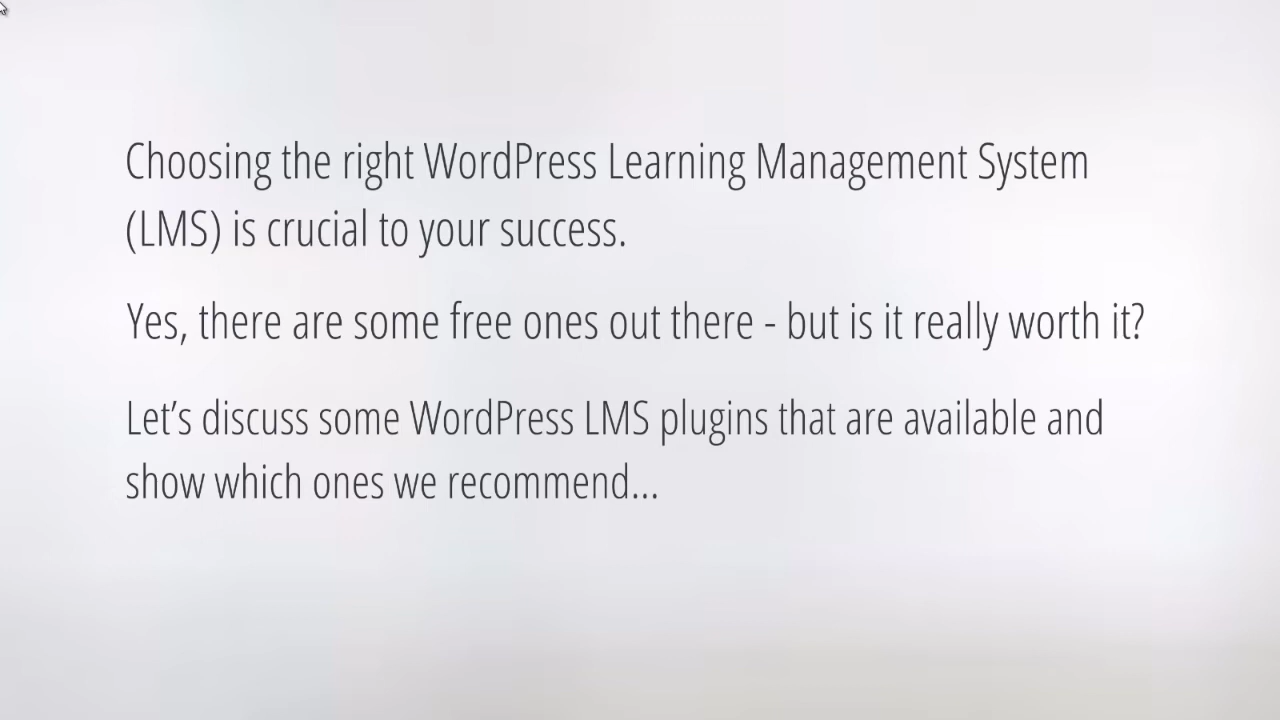 Choosing the right WordPress Learning Management System
(LMS) is crucial to your success.
Yes, there are some free ones out there - but is it really worth it?
Let’s discuss some WordPress LMS plugins that are available and
show which ones we recommend...